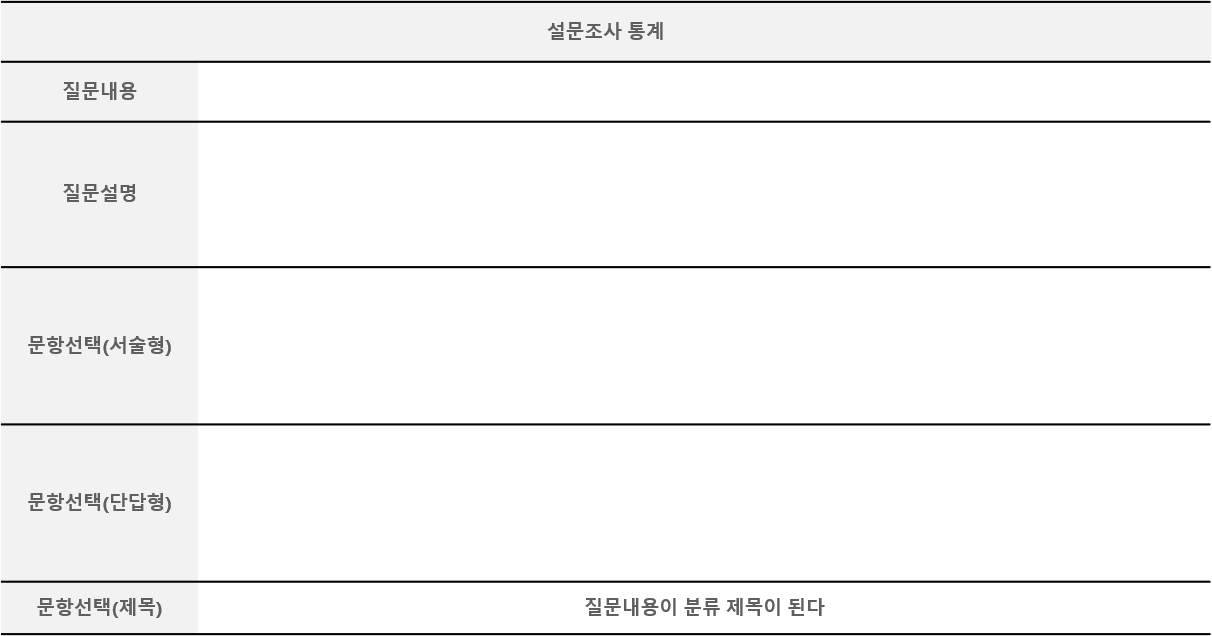 설문조사 통계
질문내용
질문설명
문항선택(서술형)
문항선택(단답형)
문항선택(제목) 질문내용이 분류 제목이 된다